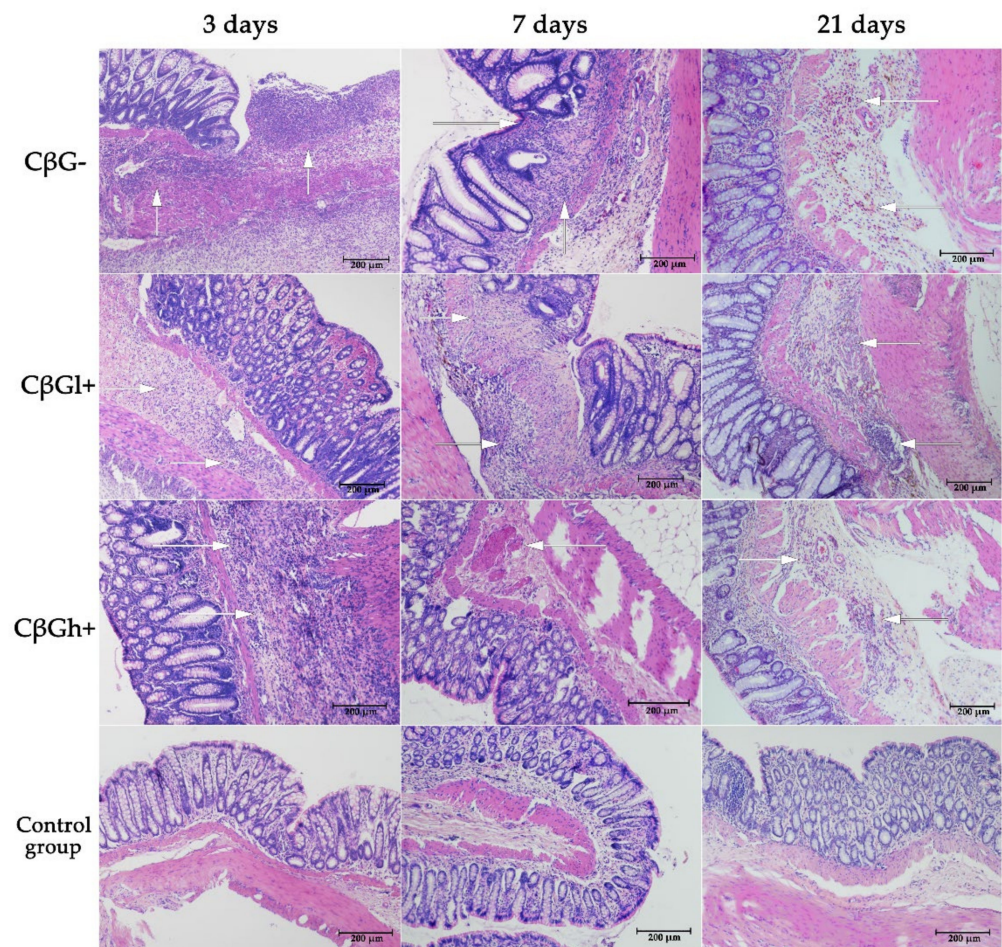 3 days 7 days 21 days
CβG-
200 µm 200 µm 200 µm
CβGl+
200 µm 200 µm 200 µm
CβGh+
200 µm 200 µm 200 µm
Control
group
200 µm 200 µm 200 µm